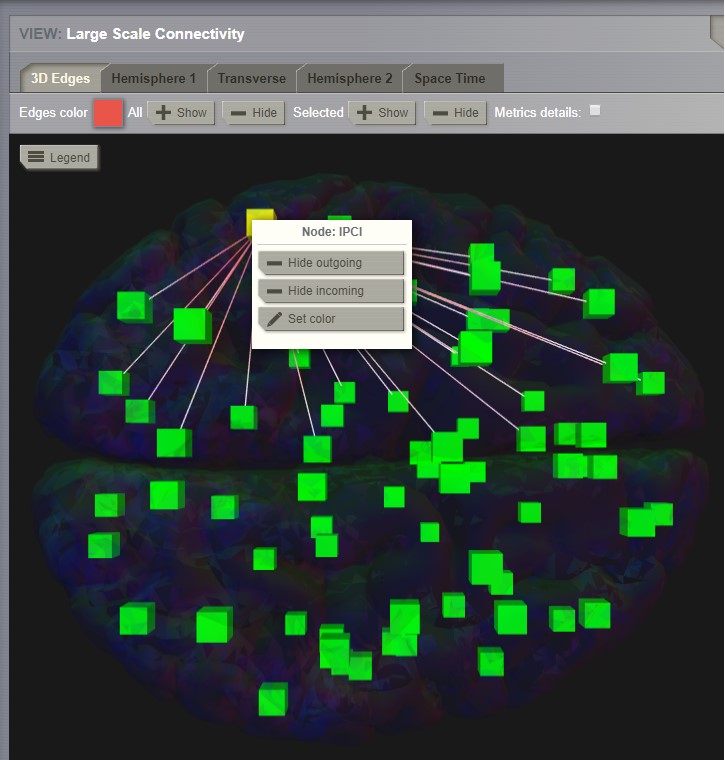 VIEW: Large Scale Connectivity
3D Edges Hemisphere 1 Transverse Hemisphere 2 Space Time
Edges color All Show Hide Selected Show Hide Metrics details:
Legend
Node: lPCI
Hide outgoing
Hide incoming
Set color